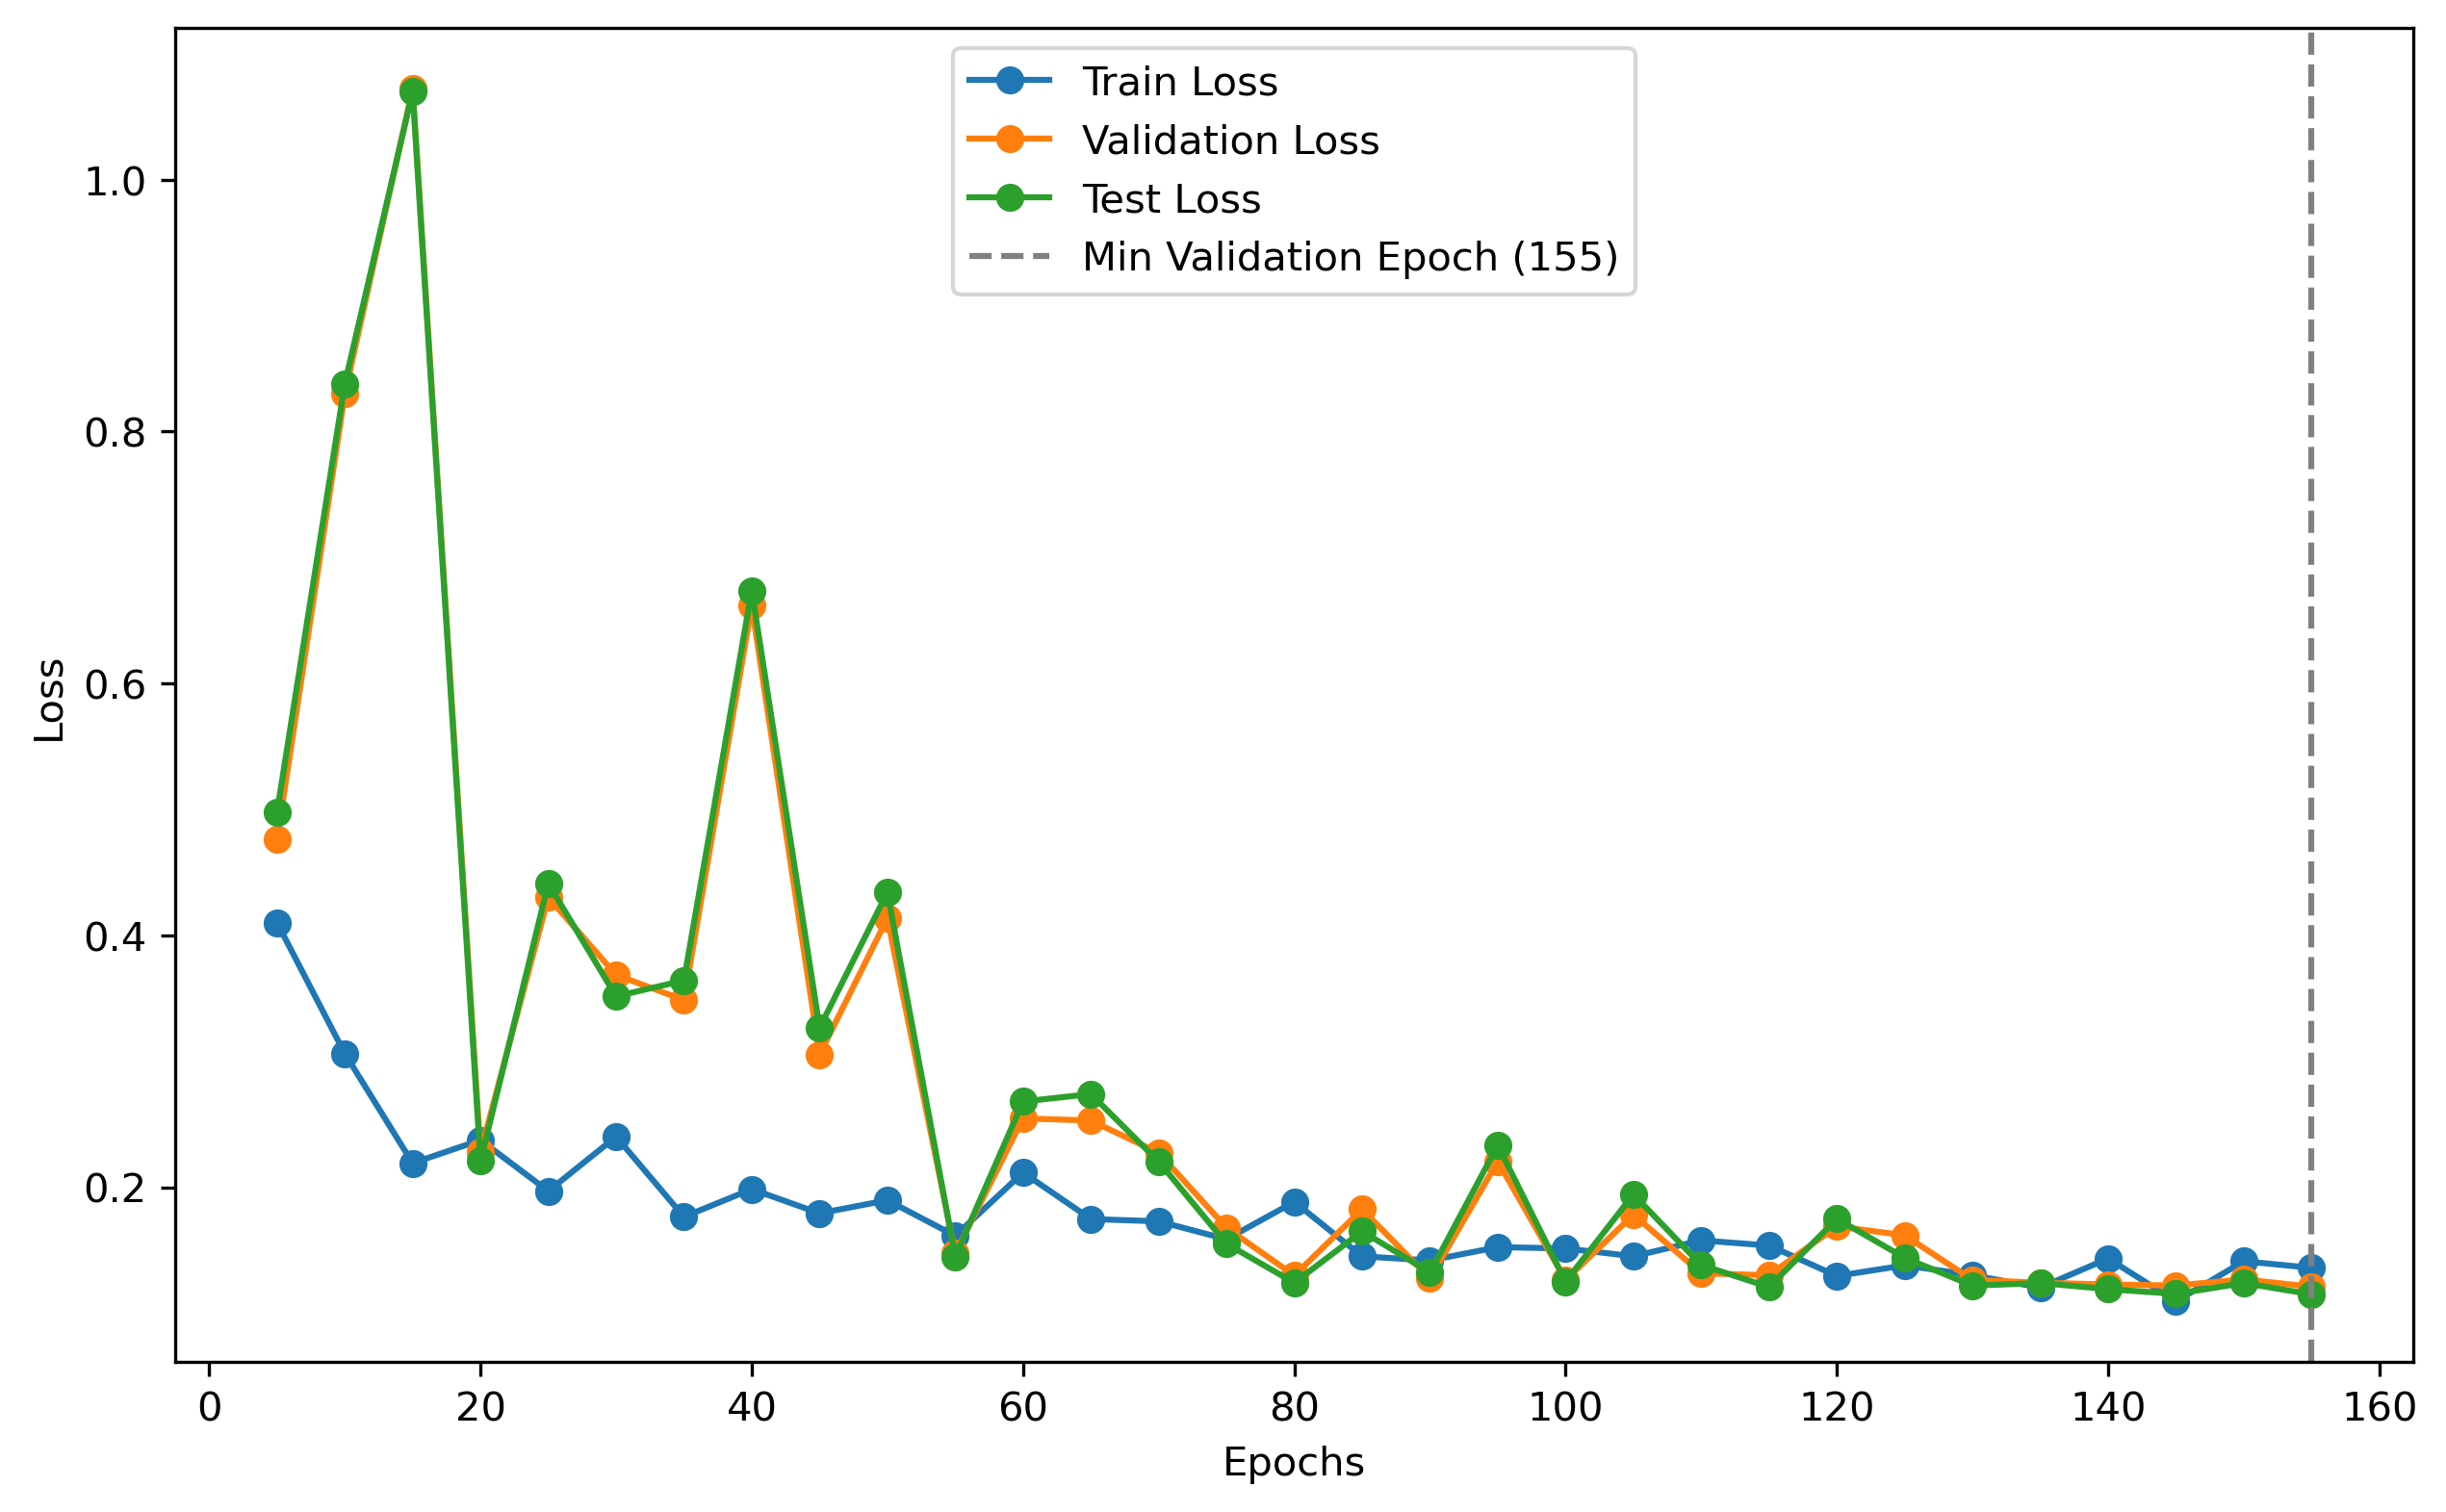 Train Loss
Validation Loss
Test Loss
Min Validation Epoch (155)
1.0
0.8
0.6
0.4
0.2
Loss
0 20 40 60 80 100 120 140 160
Epochs